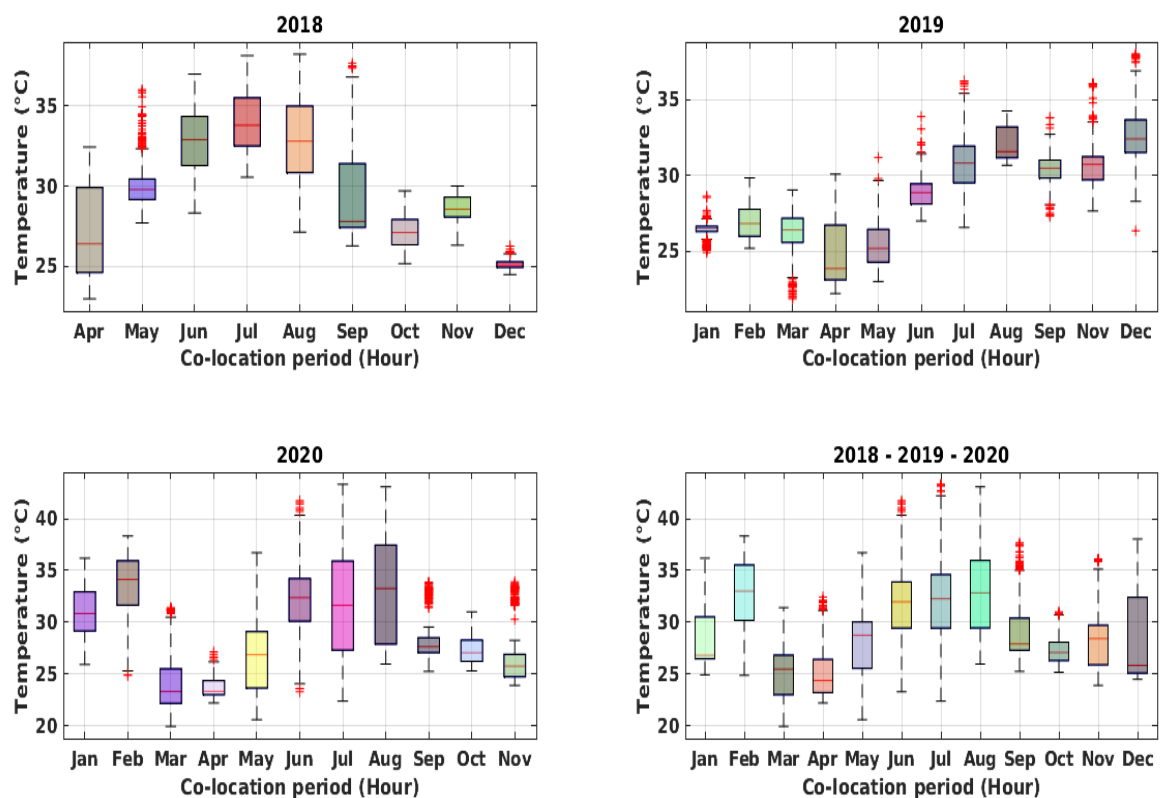 2018
Temperature (°C)
35
30
25
Apr May Jun Jul Aug Sep Oct Nov Dec
Co-location period (Hour)
2019
Temperature (°C)
35
30
25
Jan Feb Mar Apr May Jun Jul Aug Sep Nov Dec
Co-location period (Hour)
2020
Temperature (°C)
40
35
30
25
20
Jan Feb Mar Apr May Jun Jul Aug Sep Oct Nov
Co-location period (Hour)
2018 - 2019 - 2020
Temperature (°C)
40
35
30
25
20
Jan Feb Mar Apr May Jun Jul Aug Sep Oct Nov Dec
Co-location period (Hour)